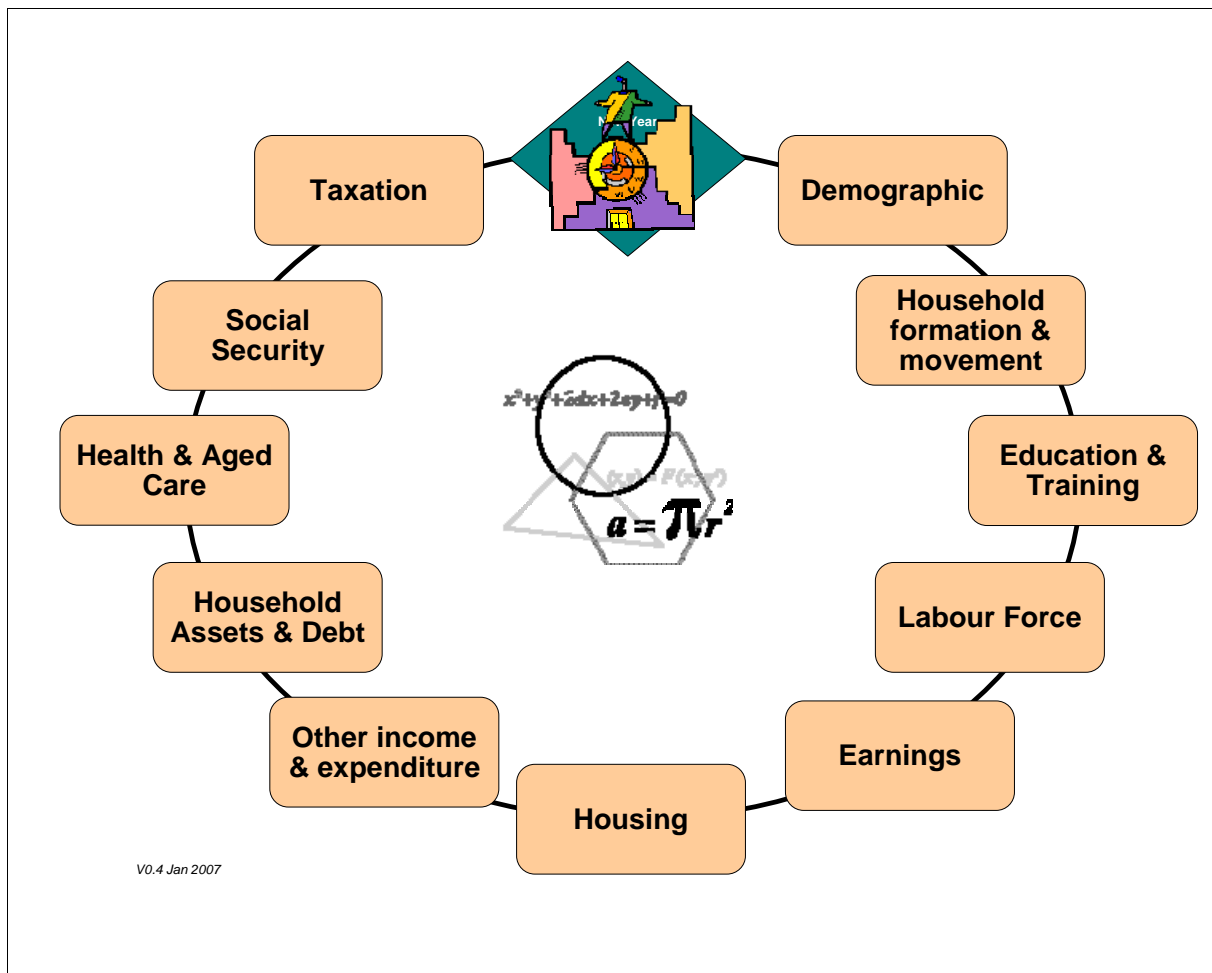 Year
Taxation
Demographic
Social
Security
Household
formation &
movement
Health & Aged
Care
Education &
Training
a = πr²
Household
Assets & Debt
Labour Force
Other income
& expenditure
Earnings
Housing
V0.4 Jan 2007